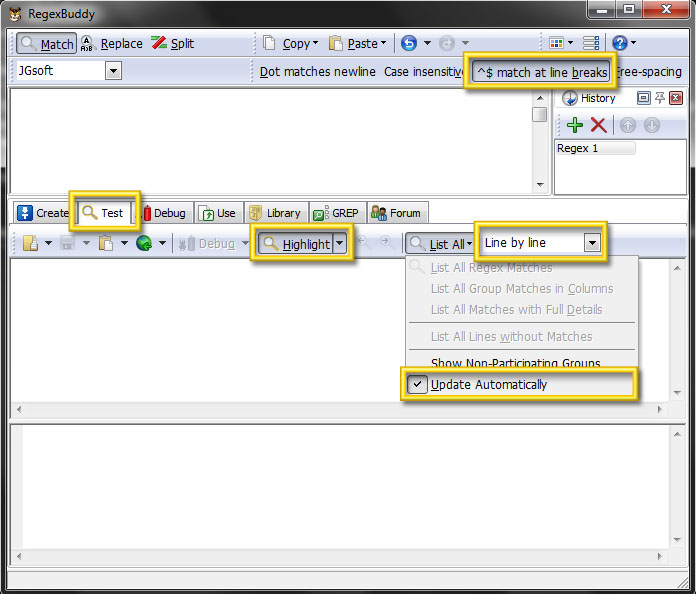 RegexBuddy
Match Replace Split Copy Paste
JGsoft Dot matches newline Case insensitive ^$ match at line breaks Free-spacing
History
Regex 1
Create Test Debug Use Library GREP Forum
Debug Highlight List All Line by line
List All Regex Matches
List All Group Matches in Columns
List All Matches with Full Details
List All Lines without Matches
Show Non-Participating Groups
Update Automatically